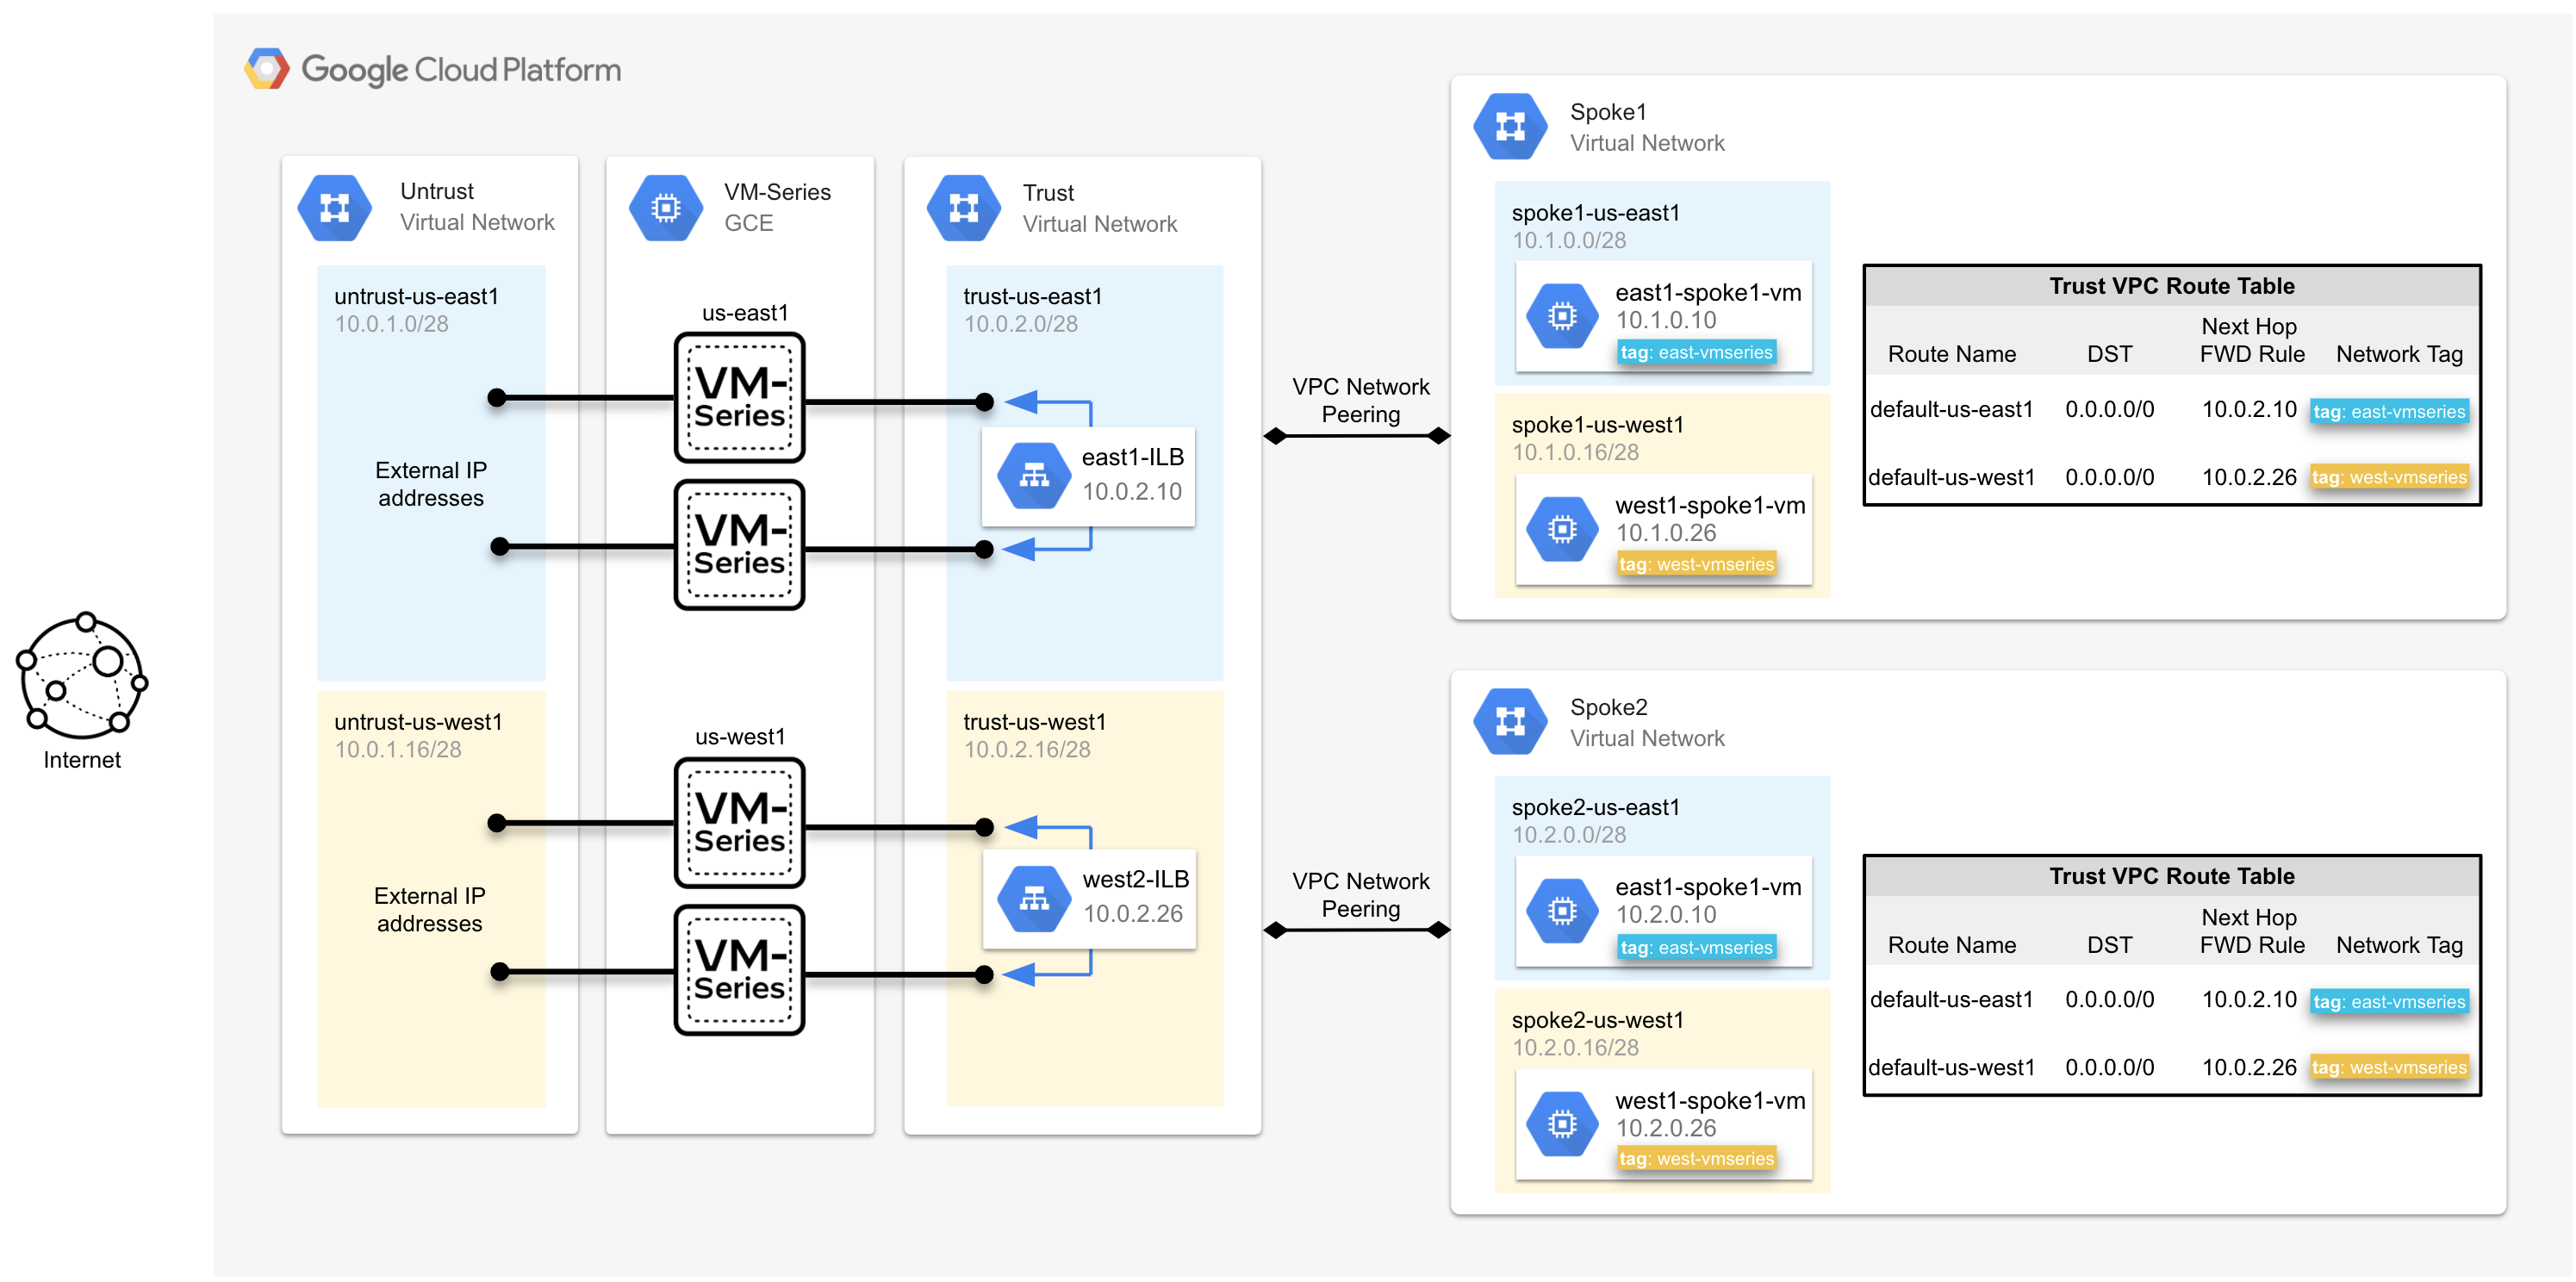 Google Cloud Platform
Internet
Untrust
Virtual Network
untrust-us-east1
10.0.1.0/28
External IP
addresses
untrust-us-west1
10.0.1.16/28
External IP
addresses
VM-Series
GCE
us-east1
VM-
Series
VM-
Series
us-west1
VM-
Series
VM-
Series
Trust
Virtual Network
trust-us-east1
10.0.2.0/28
east1-ILB
10.0.2.10
trust-us-west1
10.0.2.16/28
west2-ILB
10.0.2.26
VPC Network
Peering
VPC Network
Peering
Spoke1
Virtual Network
spoke1-us-east1
10.1.0.0/28
east1-spoke1-vm
10.1.0.10
tag: east-vmseries
spoke1-us-west1
10.1.0.16/28
west1-spoke1-vm
10.1.0.26
tag: west-vmseries
Trust VPC Route Table
Route Name DST Next Hop FWD Rule Network Tag
default-us-east1 0.0.0.0/0 10.0.2.10 tag: east-vmseries
default-us-west1 0.0.0.0/0 10.0.2.26 tag: west-vmseries
Spoke2
Virtual Network
spoke2-us-east1
10.2.0.0/28
east1-spoke1-vm
10.2.0.10
tag: east-vmseries
spoke2-us-west1
10.2.0.16/28
west1-spoke1-vm
10.2.0.26
tag: west-vmseries
Trust VPC Route Table
Route Name DST Next Hop FWD Rule Network Tag
default-us-east1 0.0.0.0/0 10.0.2.10 tag: east-vmseries
default-us-west1 0.0.0.0/0 10.0.2.26 tag: west-vmseries